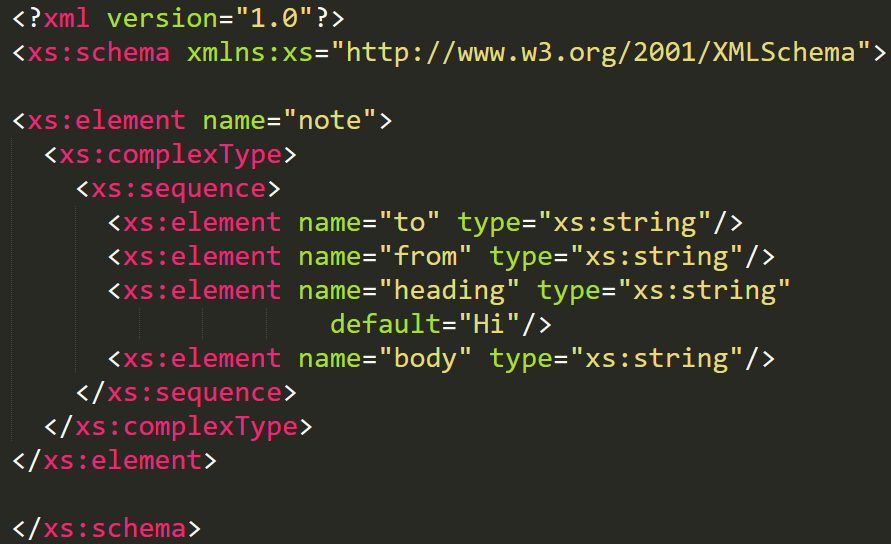 <?xml version="1.0"?>
<xs:schema xmlns:xs="http://www.w3.org/2001/XMLSchema">

<xs:element name="note">
  <xs:complexType>
    <xs:sequence>
      <xs:element name="to" type="xs:string"/>
      <xs:element name="from" type="xs:string"/>
      <xs:element name="heading" type="xs:string"
                    default="Hi"/>
      <xs:element name="body" type="xs:string"/>
    </xs:sequence>
  </xs:complexType>
</xs:element>

</xs:schema>